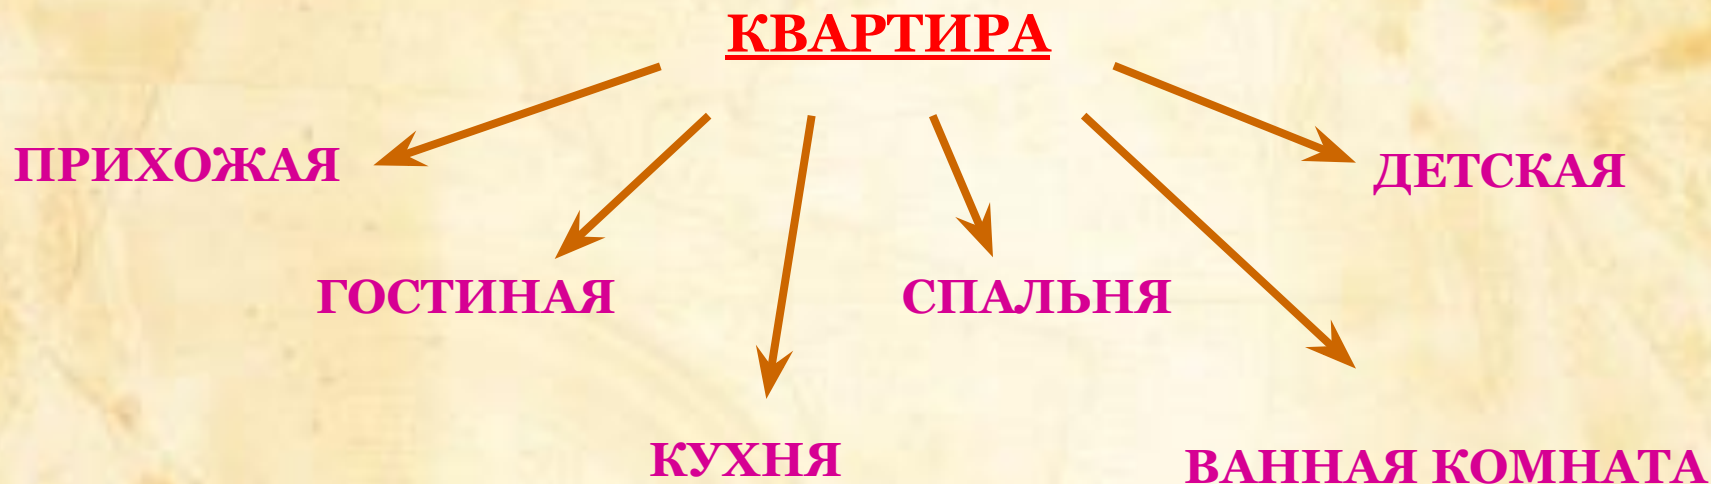 КВАРТИРА
ПРИХОЖАЯ
ДЕТСКАЯ
ГОСТИНАЯ
СПАЛЬНЯ
КУХНЯ
ВАННАЯ КОМНАТА